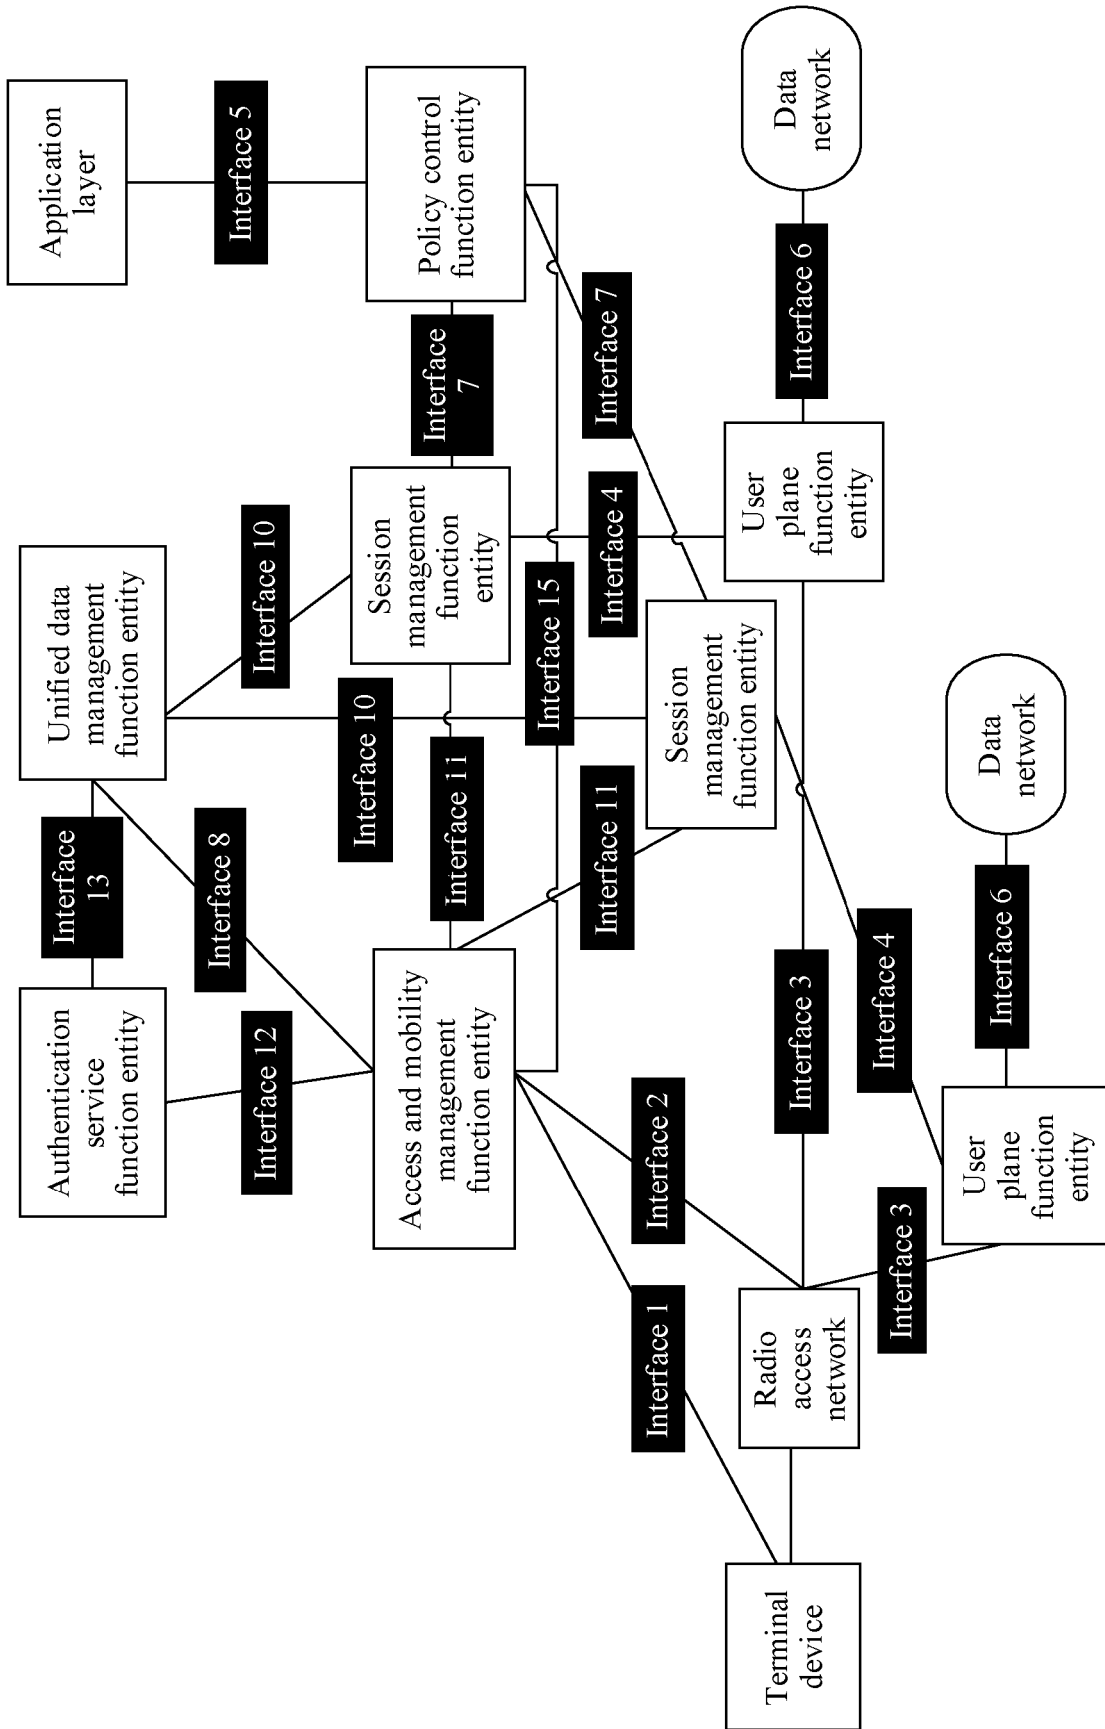 Authentication
service
function entity
Interface
13
Unified data
management
function entity
Application
layer
Interface 12
Interface 8
Interface 10
Interface 5
Interface 10
Access and mobility
management
function entity
Interface 11
Session
management
function
entity
Interface
7
Policy control
function entity
Interface 15
Interface 11
Interface 4
Interface 7
Interface 1
Interface 2
Session
management
function entity
Terminal
device
Radio
access
network
Interface 3
User
plane
function
entity
Interface 6
Data
network
Interface 3
Interface 4
User
plane
function
entity
Interface 6
Data
network